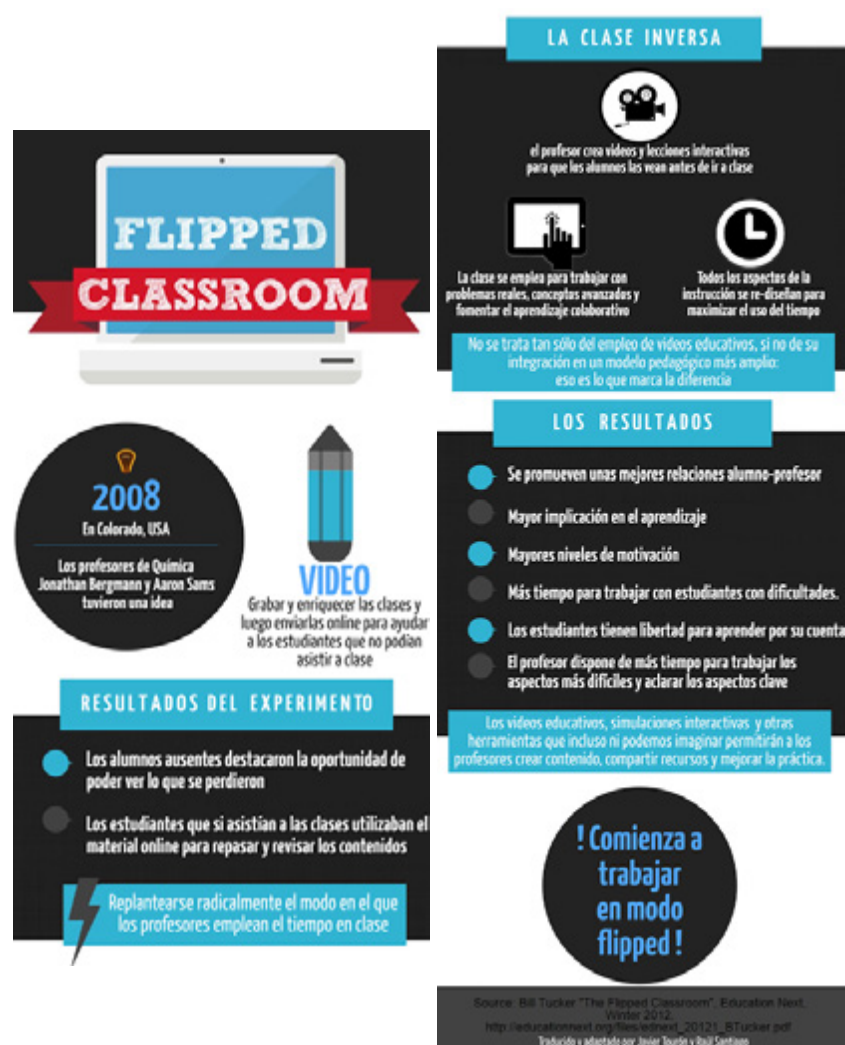 FLIPPED
CLASSROOM
2008
En Colorado, USA
Los profesores de Química
Jonathan Bergmann y Aaron Sams
tuvieron una idea
VIDEO
Grabar y enriquecer las clases y
luego enviarlas online para ayudar
a los estudiantes que no podían
asistir a clase
RESULTADOS DEL EXPERIMENTO
Los alumnos ausentes destacaron la oportunidad de
poder ver lo que se perdieron
Los estudiantes que si asistían a las clases utilizaban el
material online para repasar y revisar los contenidos
Replantearse radicalmente el modo en el que
los profesores emplean el tiempo en clase
LA CLASE INVERSA
el profesor crea videos y lecciones interactivas
para que los alumnos las vean antes de ir a clase
La clase se emplea para trabajar con
problemas reales, conceptos avanzados y
fomentar el aprendizaje colaborativo
Todos los aspectos de la
instrucción se re-diseñan para
maximizar el uso del tiempo
No se trata tan sólo del empleo de videos educativos, si no de su
integración en un modelo pedagógico más amplio:
eso es lo que marca la diferencia
LOS RESULTADOS
Se promueven unas mejores relaciones alumno-profesor
Mayor implicación en el aprendizaje
Mayores niveles de motivación
Más tiempo para trabajar con estudiantes con dificultades.
Los estudiantes tienen libertad para aprender por su cuenta
El profesor dispone de más tiempo para trabajar los
aspectos más difíciles y aclarar los aspectos clave
Los videos educativos, simulaciones interactivas y otras
herramientas que incluso ni podemos imaginar permitirán a los
profesores crear contenido, compartir recursos y mejorar la práctica.
! Comienza a
trabajar
en modo
flipped !
Source: Bill Tucker "The Flipped Classroom", Education Next,
Winter 2012.
http://educationnext.org/files/ednext_20121_BTucker.pdf
Traducido y adaptado por Javier Tourón y Raúl Santiago